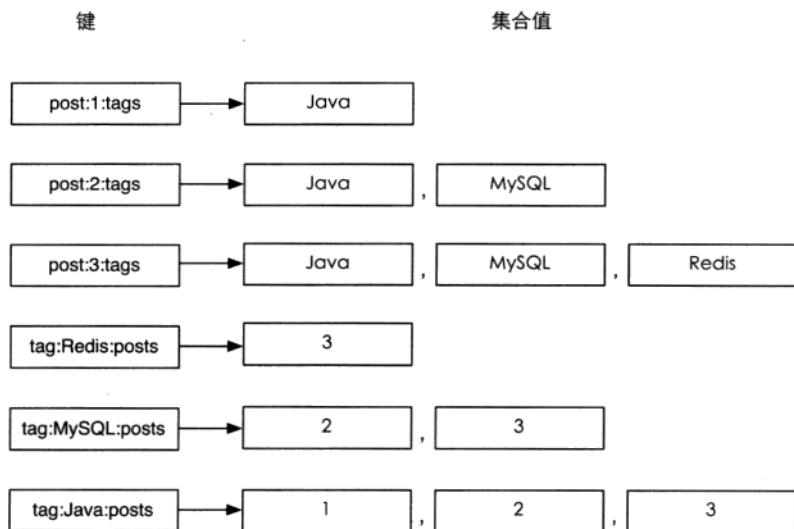 键 集合值
post:1:tags Java
post:2:tags Java , MySQL
post:3:tags Java , MySQL , Redis
tag:Redis:posts 3
tag:MySQL:posts 2 , 3
tag:Java:posts 1 , 2 , 3